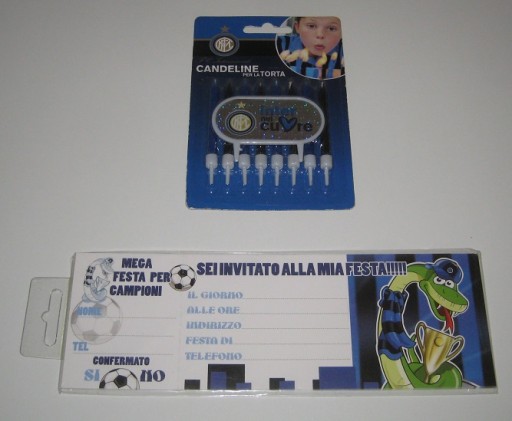 CANDELINE
PER LA TORTA
inter
nel
cuore
MEGA
FESTA PER
CAMPIONI
NOME
TEL
CONFERMATO
SI NO
SEI INVITATO ALLA MIA FESTA!!!!!
IL GIORNO
ALLE ORE
INDIRIZZO
FESTA DI
TELEFONO